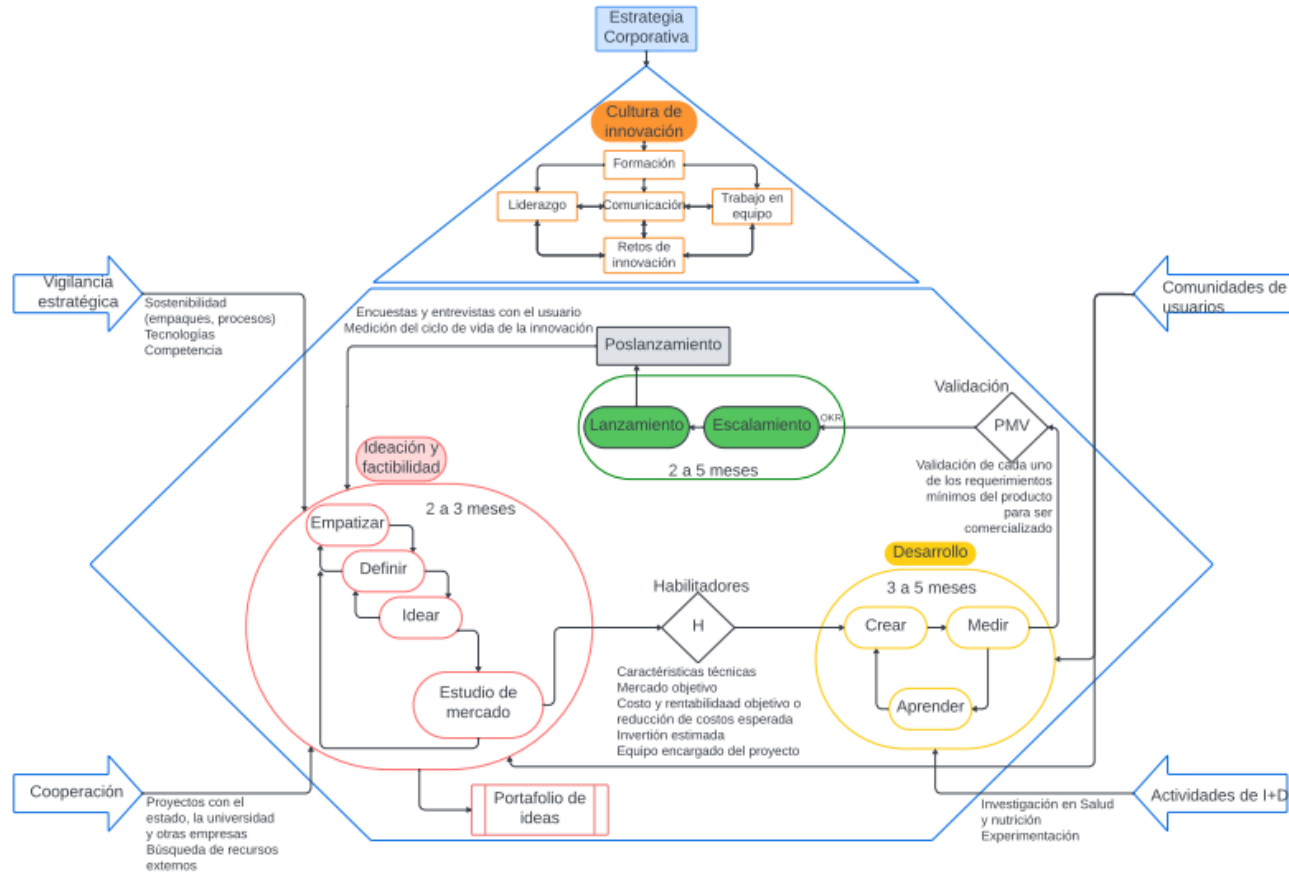 Estrategia
Corporativa
Cultura de
innovación
Formación
Liderazgo
Comunicación
Trabajo en
equipo
Retos de
innovación
Vigilancia
estratégica
Sostenibilidad
(empaques, procesos)
Tecnologías
Competencia
Comunidades de
usuarios
Encuestas y entrevistas con el usuario
Medición del ciclo de vida de la innovación
Poslanzamiento
Lanzamiento
Escalamiento
OKR
2 a 5 meses
Validación
PMV
Validación de cada uno
de los requerimientos
mínimos del producto
para ser
comercializado
Ideación y
factibilidad
2 a 3 meses
Empatizar
Definir
Idear
Estudio de
mercado
Habilitadores
H
Caractéristicas técnicas
Mercado objetivo
Costo y rentabilidaad objetivo o
reducción de costos esperada
Invertión estimada
Equipo encargado del proyecto
Desarrollo
3 a 5 meses
Crear
Medir
Aprender
Cooperación
Proyectos con el
estado, la universidad
y otras empresas
Búsqueda de recursos
externos
Portafolio de
ideas
Actividades de I+D
Investigación en Salud
y nutrición
Experimentación